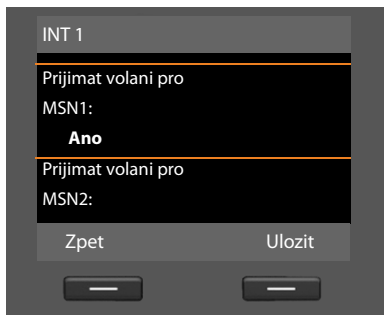 INT 1
Prijimat volani pro
MSN1:
Ano
Prijimat volani pro
MSN2:
Zpet Ulozit